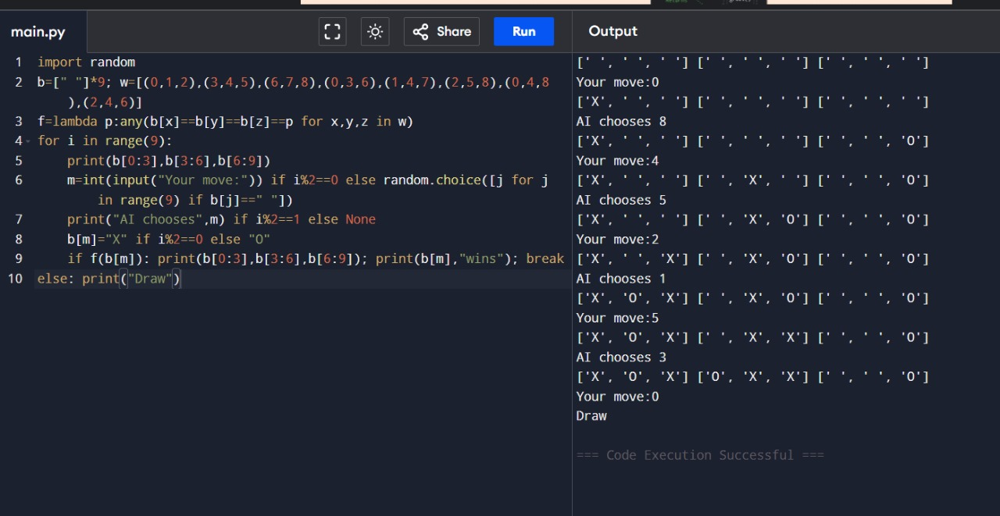 main.py
Share
Run
Output
1 import random
2 b=[" "]*9; w=[(0,1,2),(3,4,5),(6,7,8),(0,3,6),(1,4,7),(2,5,8),(0,4,8
),(2,4,6)]
3 f=lambda p:any(b[x]==b[y]==b[z]==p for x,y,z in w)
4 for i in range(9):
5 print(b[0:3],b[3:6],b[6:9])
6 m=int(input("Your move:")) if i%2==0 else random.choice([j for j
in range(9) if b[j]==" "])
7 print("AI chooses",m) if i%2==1 else None
8 b[m]="X" if i%2==0 else "O"
9 if f(b[m]): print(b[0:3],b[3:6],b[6:9]); print(b[m],"wins"); break
10 else: print("Draw")
[' ', ' ', ' '] [' ', ' ', ' '] [' ', ' ', ' ']
Your move:0
['X', ' ', ' '] [' ', ' ', ' '] [' ', ' ', ' ']
AI chooses 8
['X', ' ', ' '] [' ', ' ', ' '] [' ', ' ', 'O']
Your move:4
['X', ' ', ' '] [' ', 'X', ' '] [' ', ' ', 'O']
AI chooses 5
['X', ' ', ' '] [' ', 'X', 'O'] [' ', ' ', 'O']
Your move:2
['X', ' ', 'X'] [' ', 'X', 'O'] [' ', ' ', 'O']
AI chooses 1
['X', 'O', 'X'] [' ', 'X', 'O'] [' ', ' ', 'O']
Your move:5
['X', 'O', 'X'] [' ', 'X', 'X'] [' ', ' ', 'O']
AI chooses 3
['X', 'O', 'X'] ['O', 'X', 'X'] [' ', ' ', 'O']
Your move:0
Draw
=== Code Execution Successful ===